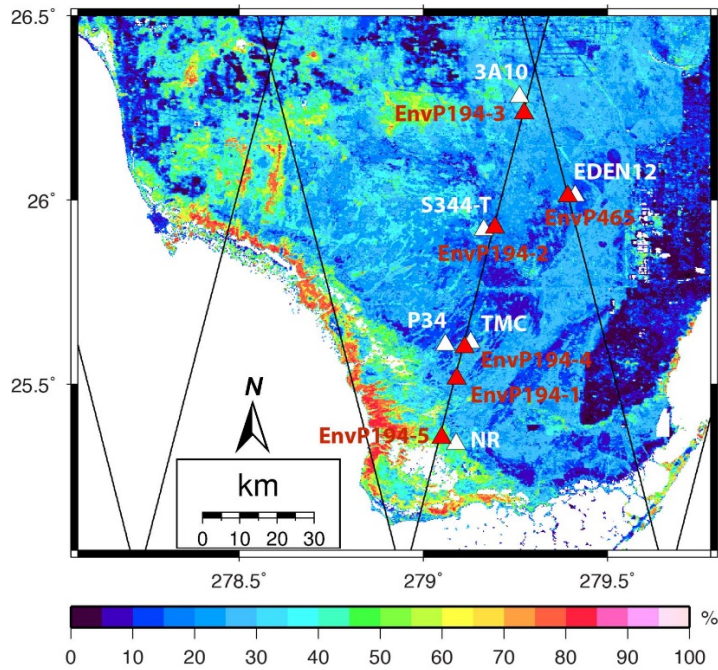 26.5˚
3A10
EnvP194-3
EDEN12
26˚
S344-T
EnvP465
EnvP194-2
P34
TMC
EnvP194-4
25.5˚
EnvP194-1
N
EnvP194-5
NR
km
0 10 20 30
278.5˚ 279˚ 279.5˚
%
0 10 20 30 40 50 60 70 80 90 100